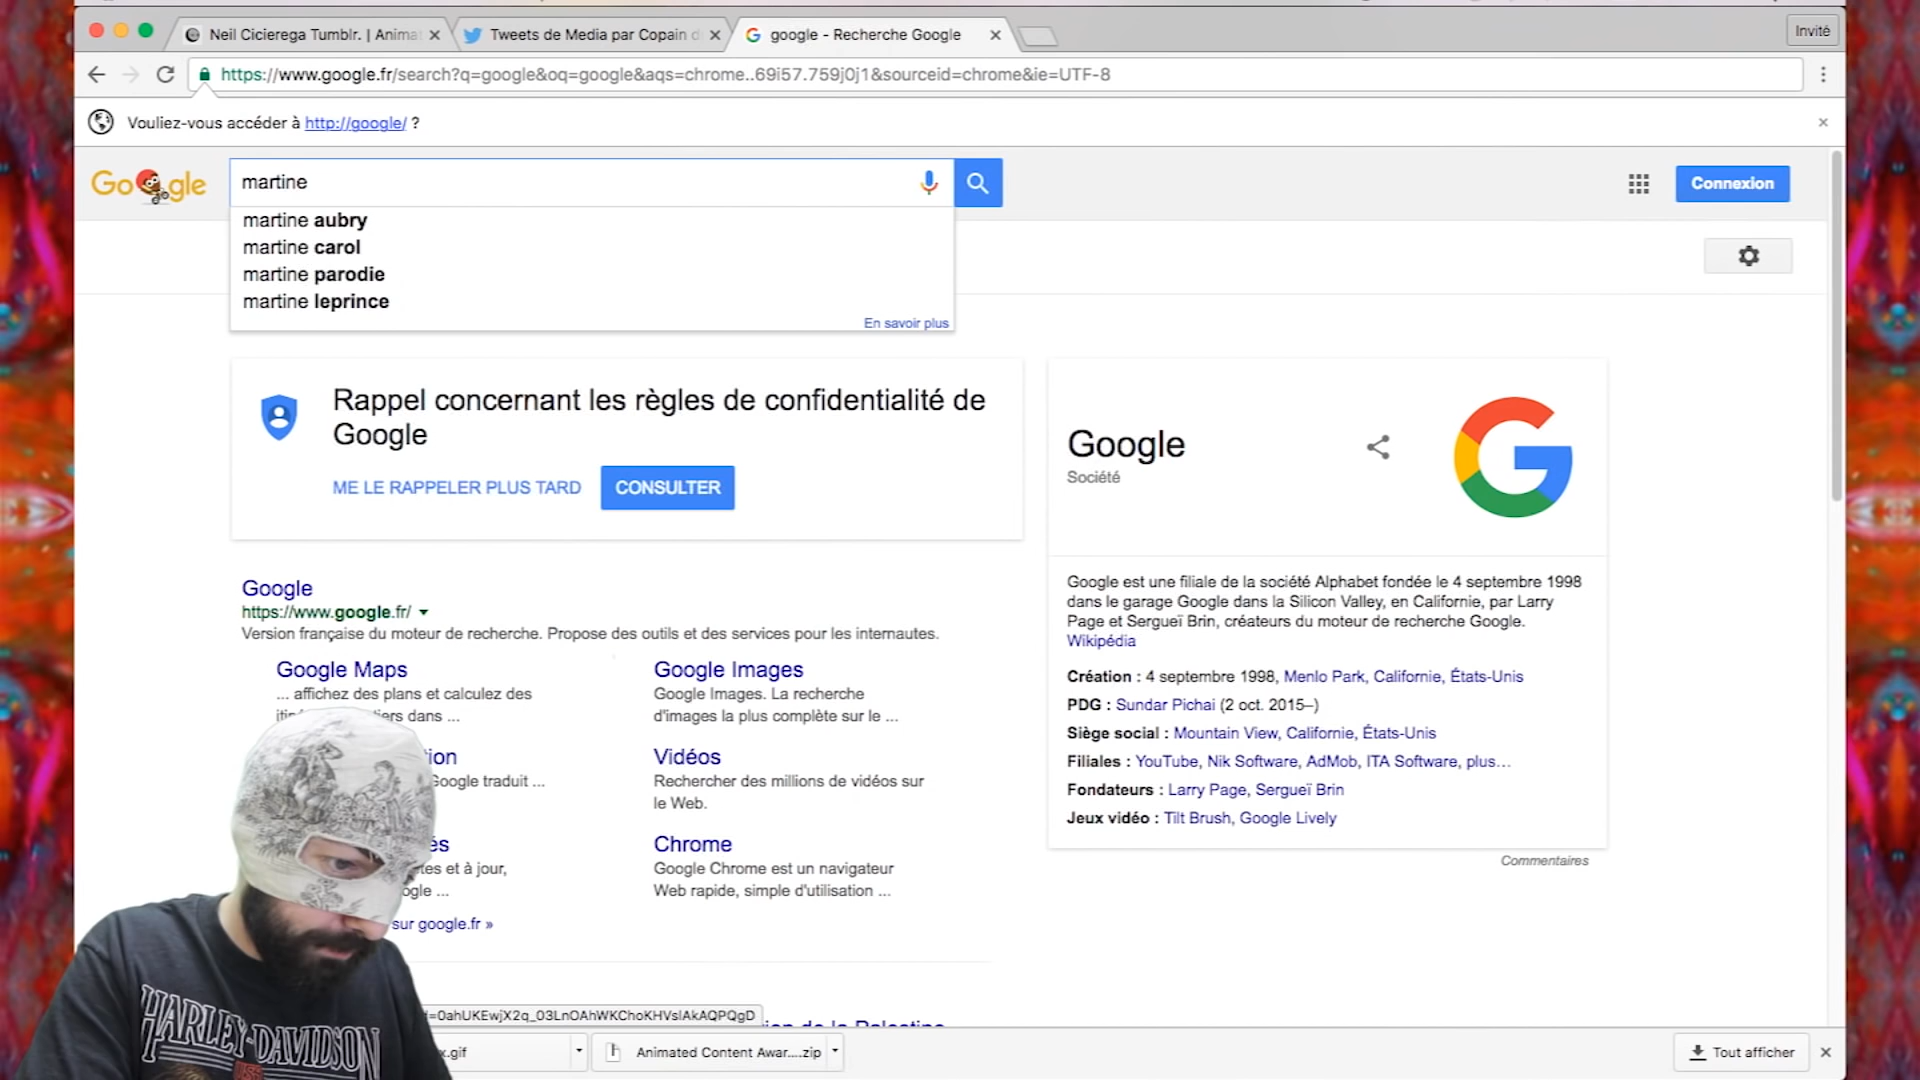 Neil Cicierega Tumblr. | Anima
Tweets de Media par Copain d
google - Recherche Google
Invité
https://www.google.fr/search?q=google&oq=google&aqs=chrome..69i57.759j0j1&sourceid=chrome&ie=UTF-8
Vouliez-vous accéder à http://google/ ?
Google
martine
Connexion
martine aubry
martine carol
martine parodie
martine leprince
En savoir plus
Rappel concernant les règles de confidentialité de
Google
ME LE RAPPELER PLUS TARD
CONSULTER
Google
https://www.google.fr/
Version française du moteur de recherche. Propose des outils et des services pour les internautes.
Google Maps
... affichez des plans et calculez des
dans ...
Google Images
Google Images. La recherche
d'images la plus complète sur le ...
Google traduit ...
Vidéos
Rechercher des millions de vidéos sur
le Web.
et à jour,
Chrome
Google Chrome est un navigateur
Web rapide, simple d'utilisation ...
sur google.fr »
Google
Société
Google est une filiale de la société Alphabet fondée le 4 septembre 1998
dans le garage Google dans la Silicon Valley, en Californie, par Larry
Page et Sergueï Brin, créateurs du moteur de recherche Google.
Wikipédia
Création : 4 septembre 1998, Menlo Park, Californie, États-Unis
PDG : Sundar Pichai (2 oct. 2015–)
Siège social : Mountain View, Californie, États-Unis
Filiales : YouTube, Nik Software, AdMob, ITA Software, plus…
Fondateurs : Larry Page, Sergueï Brin
Jeux vidéo : Tilt Brush, Google Lively
Commentaires
=0ahUKEwjX2q_03LnOAhWKChoKHVslAkAQPQgD
de la Palestine
x.gif
Animated Content Awar....zip
Tout afficher
HARLEY-DAVIDSON